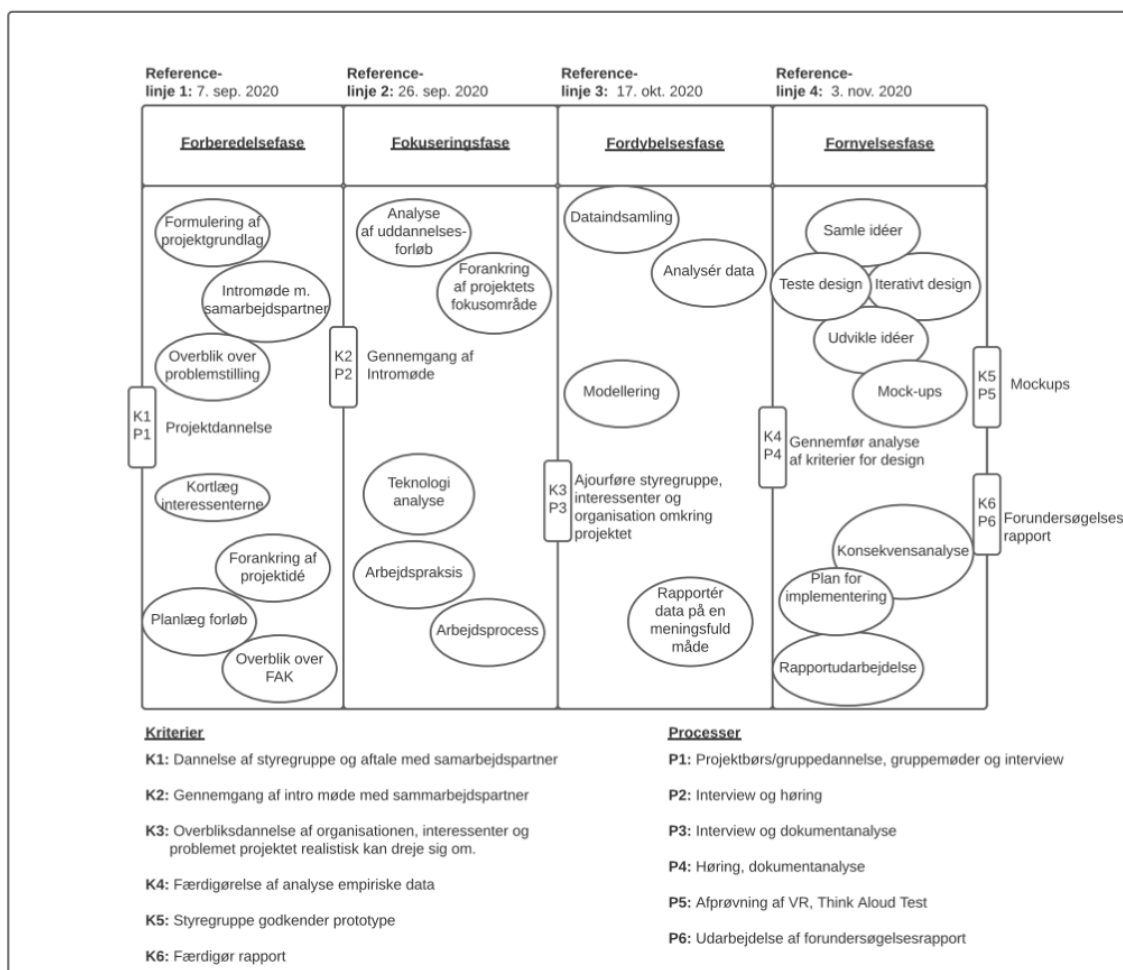 Reference-
linje 1: 7. sep. 2020
Reference-
linje 2: 26. sep. 2020
Reference-
linje 3: 17. okt. 2020
Reference-
linje 4: 3. nov. 2020
Forberedelsefase
Fokuseringsfase
Fordybelsesfase
Fornyelsesfase
Formulering af
projektgrundlag
Intromøde m.
samarbejdspartner
Overblik over
problemstilling
K1
P1
Projektdannelse
Kortlæg
interessenterne
Forankring af
projektidé
Planlæg forløb
Overblik over
FAK
Analyse
af uddannelses-
forløb
Forankring
af projektets
fokusområde
K2
P2
Gennemgang af
Intromøde
Teknologi
analyse
Arbejdspraksis
Arbejdsprocess
Dataindsamling
Analysér data
Modellering
K3
P3
Ajourføre styregruppe,
interessenter og
organisation omkring
projektet
Rapportér
data på en
meningsfuld
måde
Samle idéer
Teste design
Iterativt design
Udvikle idéer
Mock-ups
K5
P5
Mockups
K4
P4
Gennemfør analyse
af kriterier for design
K6
P6
Forundersøgelses
rapport
Konsekvensanalyse
Plan for
implementering
Rapportudarbejdelse
Kriterier
K1: Dannelse af styregruppe og aftale med samarbejdspartner
K2: Gennemgang af intro møde med sammarbejdspartner
K3: Overbliksdannelse af organisationen, interessenter og
problemet projektet realistisk kan dreje sig om.
K4: Færdigørelse af analyse empiriske data
K5: Styregruppe godkender prototype
K6: Færdigør rapport
Processer
P1: Projektbørs/gruppedannelse, gruppemøder og interview
P2: Interview og høring
P3: Interview og dokumentanalyse
P4: Høring, dokumentanalyse
P5: Afprøvning af VR, Think Aloud Test
P6: Udarbejdelse af forundersøgelsesrapport